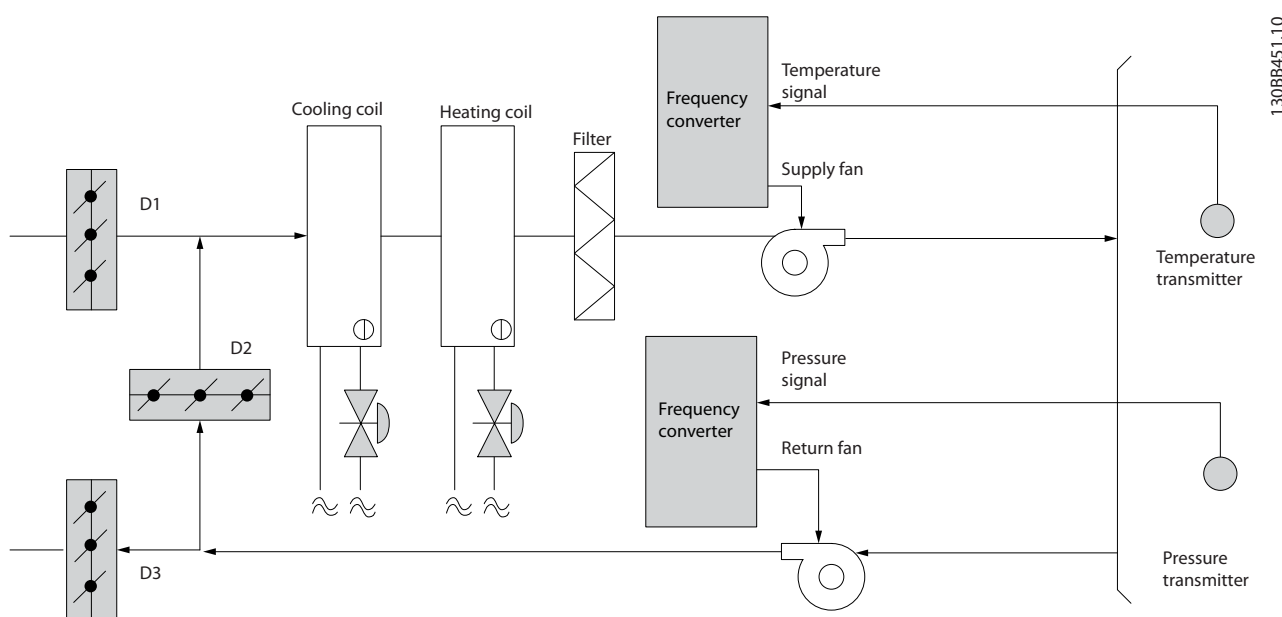 130BB451.10
Temperature
signal
Frequency
converter
Cooling coil
Heating coil
Filter
Supply fan
D1
Temperature
transmitter
D2
Pressure
signal
Frequency
converter
Return fan
D3
Pressure
transmitter